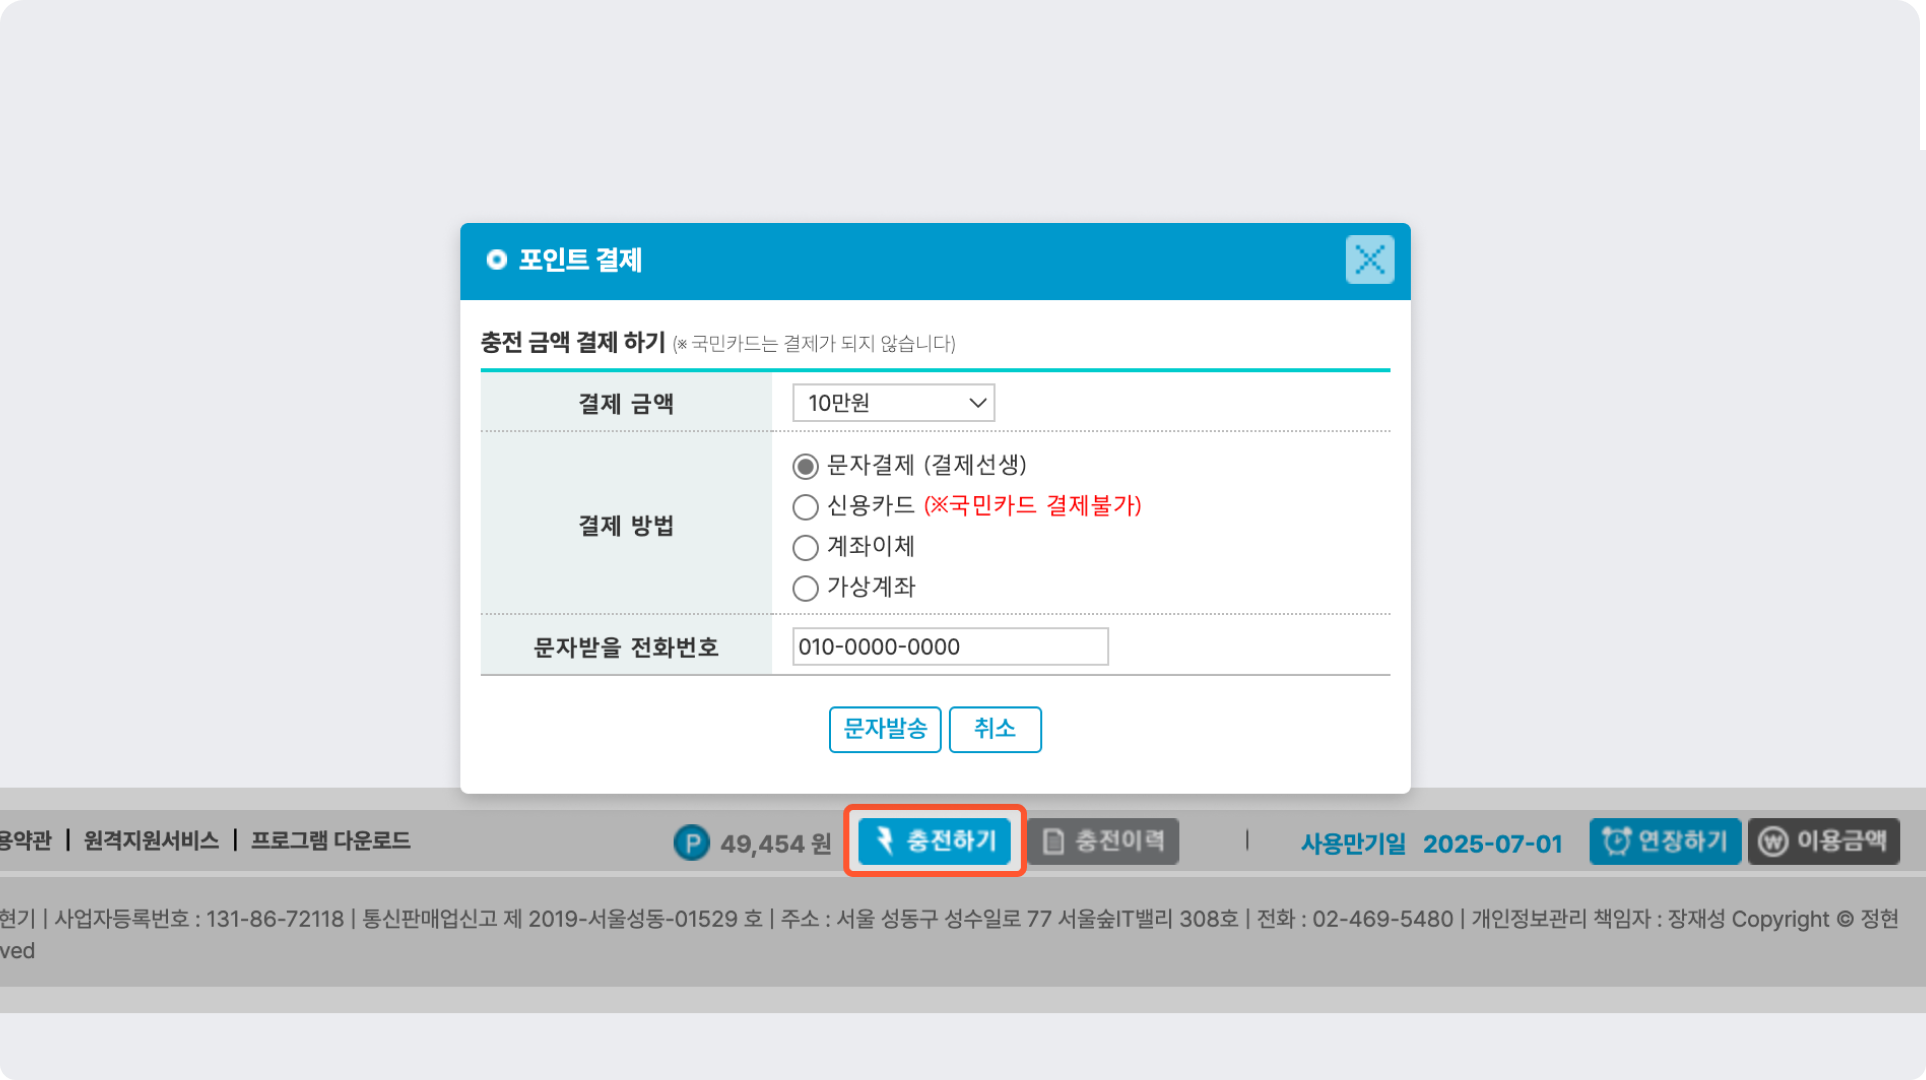 포인트 결제
충전 금액 결제 하기 (※ 국민카드는 결제가 되지 않습니다)
결제 금액
10만원
결제 방법
문자결제 (결제선생)
신용카드 (※국민카드 결제불가)
계좌이체
가상계좌
문자받을 전화번호
010-0000-0000
문자발송 취소
용약관 | 원격지원서비스 | 프로그램 다운로드
P 49,454 원 충전하기 충전이력 | 사용만기일 2025-07-01 연장하기 ₩ 이용금액
현기 | 사업자등록번호 : 131-86-72118 | 통신판매업신고 제 2019-서울성동-01529 호 | 주소 : 서울 성동구 성수일로 77 서울숲IT밸리 308호 | 전화 : 02-469-5480 | 개인정보관리 책임자 : 장재성 Copyright © 정현
ved